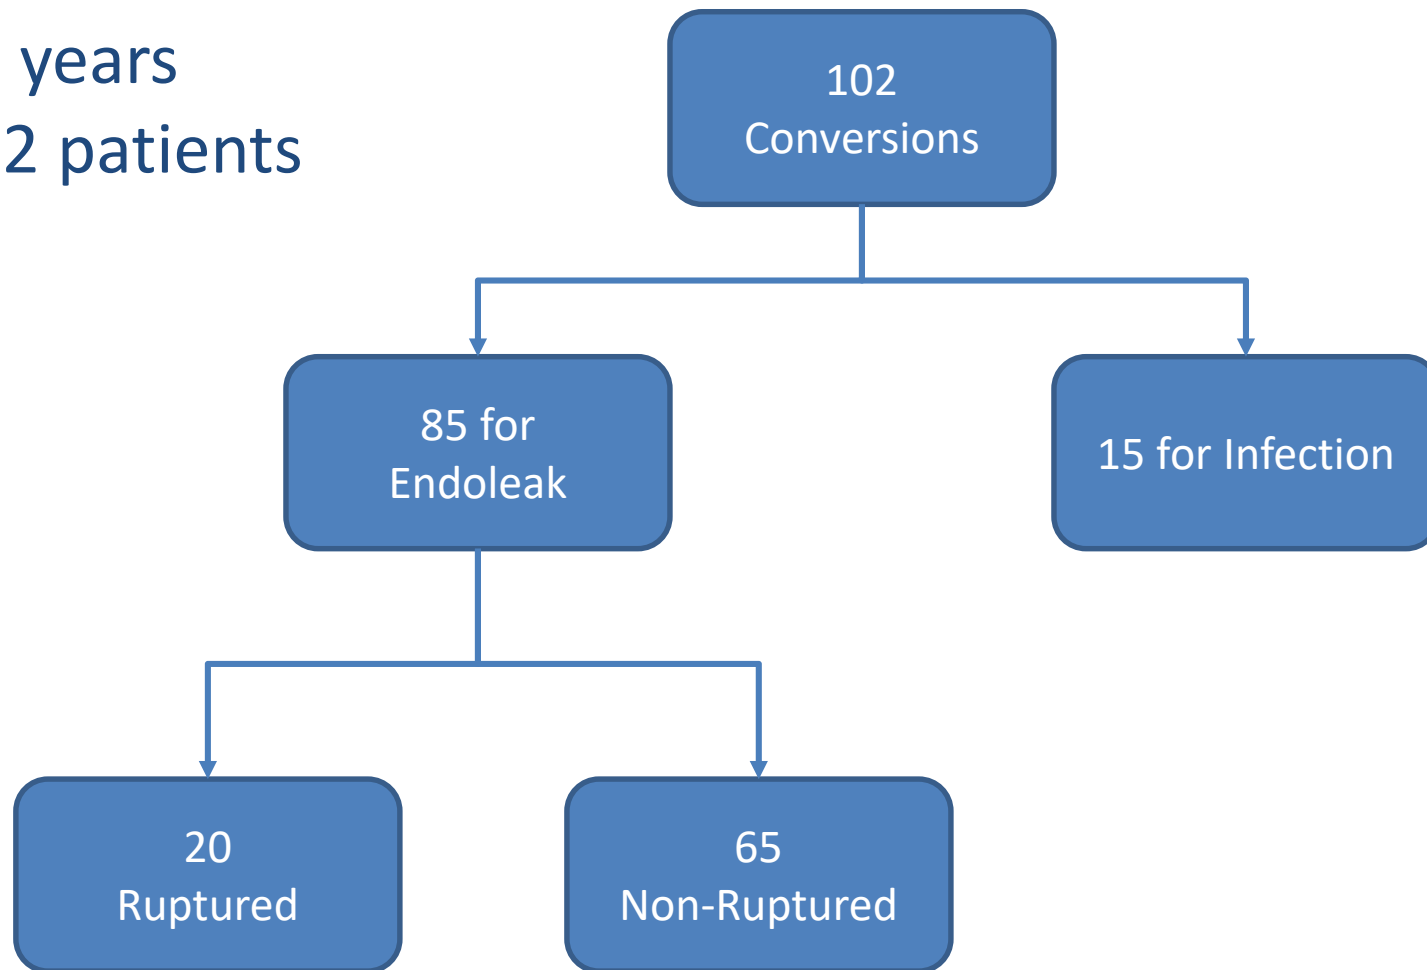 years
2 patients
102
Conversions
85 for
Endoleak
15 for Infection
20
Ruptured
65
Non-Ruptured